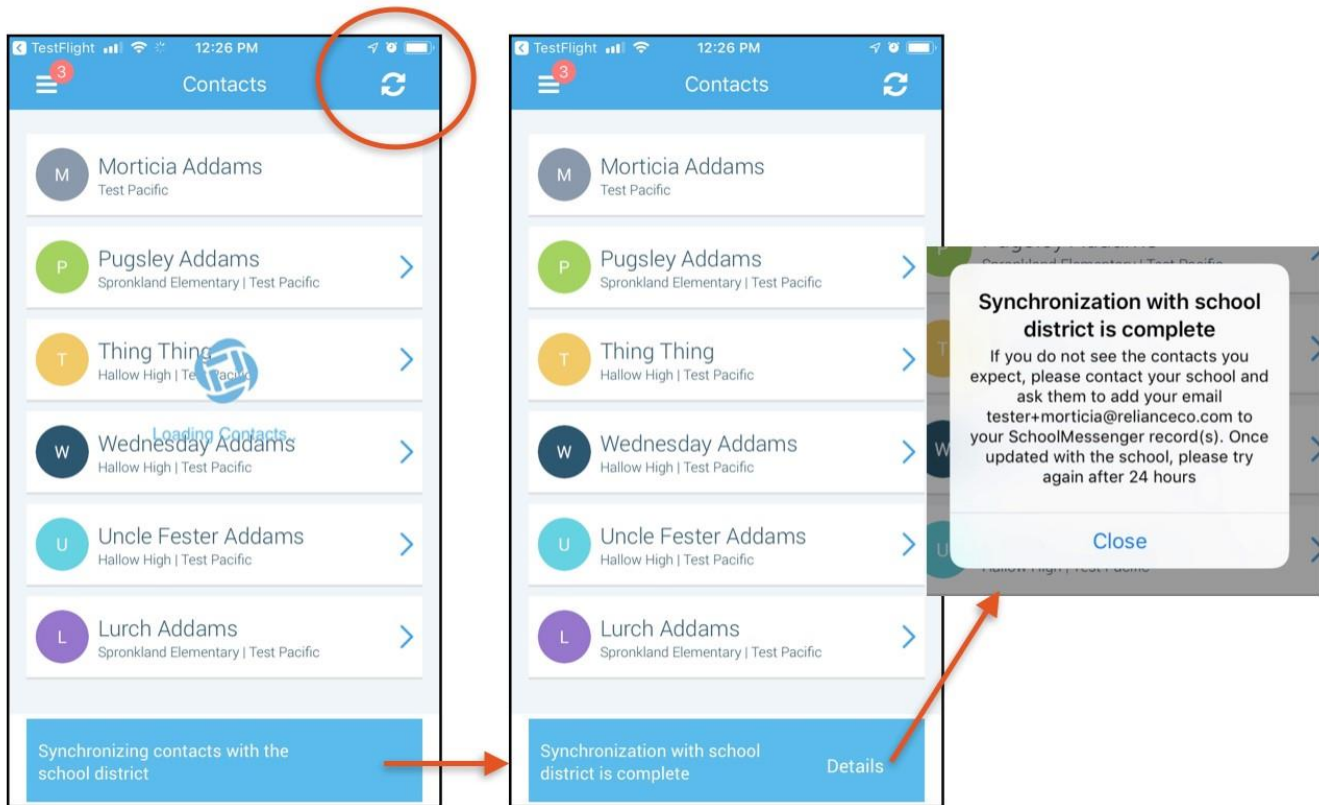 TestFlight 12:26 PM
3
Contacts
M
Morticia Addams
Test Pacific
P
Pugsley Addams
Spronkland Elementary | Test Pacific
T
Thing Thing
Hallow High | Test Pacific
Loading Contacts..
W
Wednesday Addams
Hallow High | Test Pacific
U
Uncle Fester Addams
Hallow High | Test Pacific
L
Lurch Addams
Spronkland Elementary | Test Pacific
Synchronizing contacts with the
school district
TestFlight 12:26 PM
3
Contacts
M
Morticia Addams
Test Pacific
P
Pugsley Addams
Spronkland Elementary | Test Pacific
T
Thing Thing
Hallow High | Test Pacific
W
Wednesday Addams
Hallow High | Test Pacific
U
Uncle Fester Addams
Hallow High | Test Pacific
L
Lurch Addams
Spronkland Elementary | Test Pacific
Synchronization with school
district is complete
Details
P
T
W
U
Synchronization with school
district is complete
If you do not see the contacts you
expect, please contact your school and
ask them to add your email
tester+morticia@relianceco.com to
your SchoolMessenger record(s). Once
updated with the school, please try
again after 24 hours
Close
Hallow High | Test Pacific